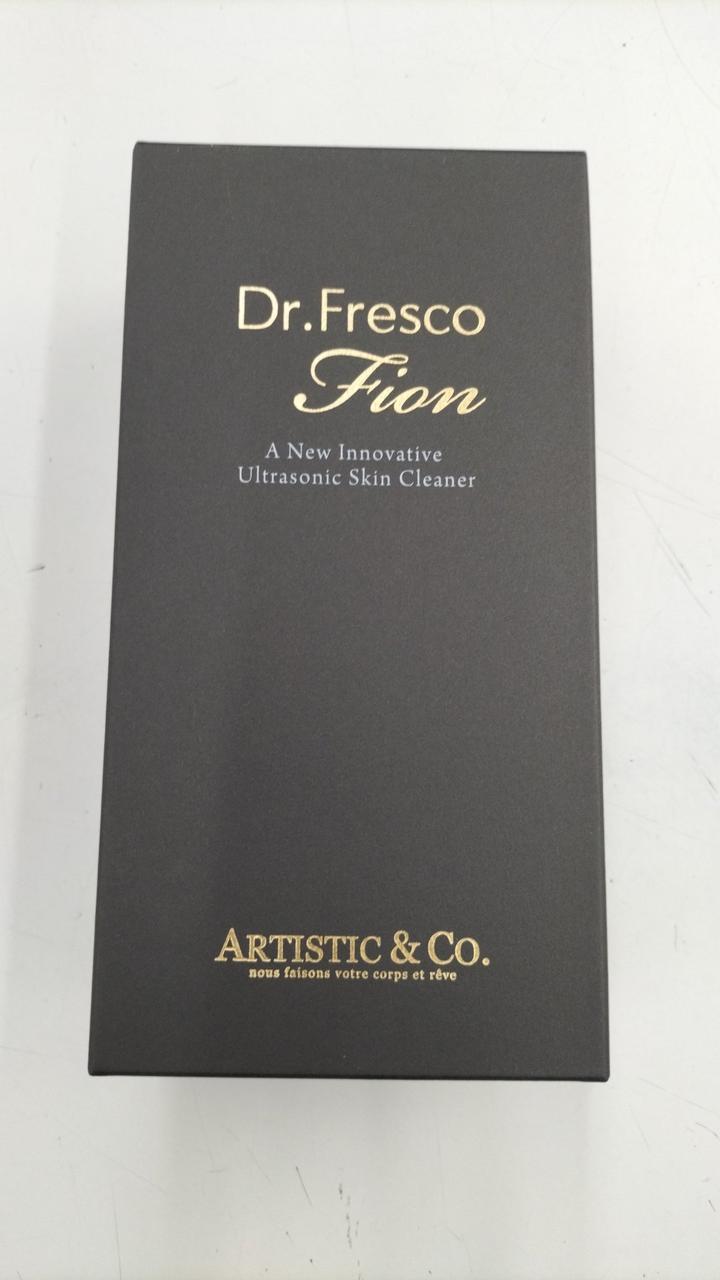 Dr.Fresco
Fion
A New Innovative
Ultrasonic Skin Cleaner
ARTISTIC & CO.
nous faisons votre corps et rêve